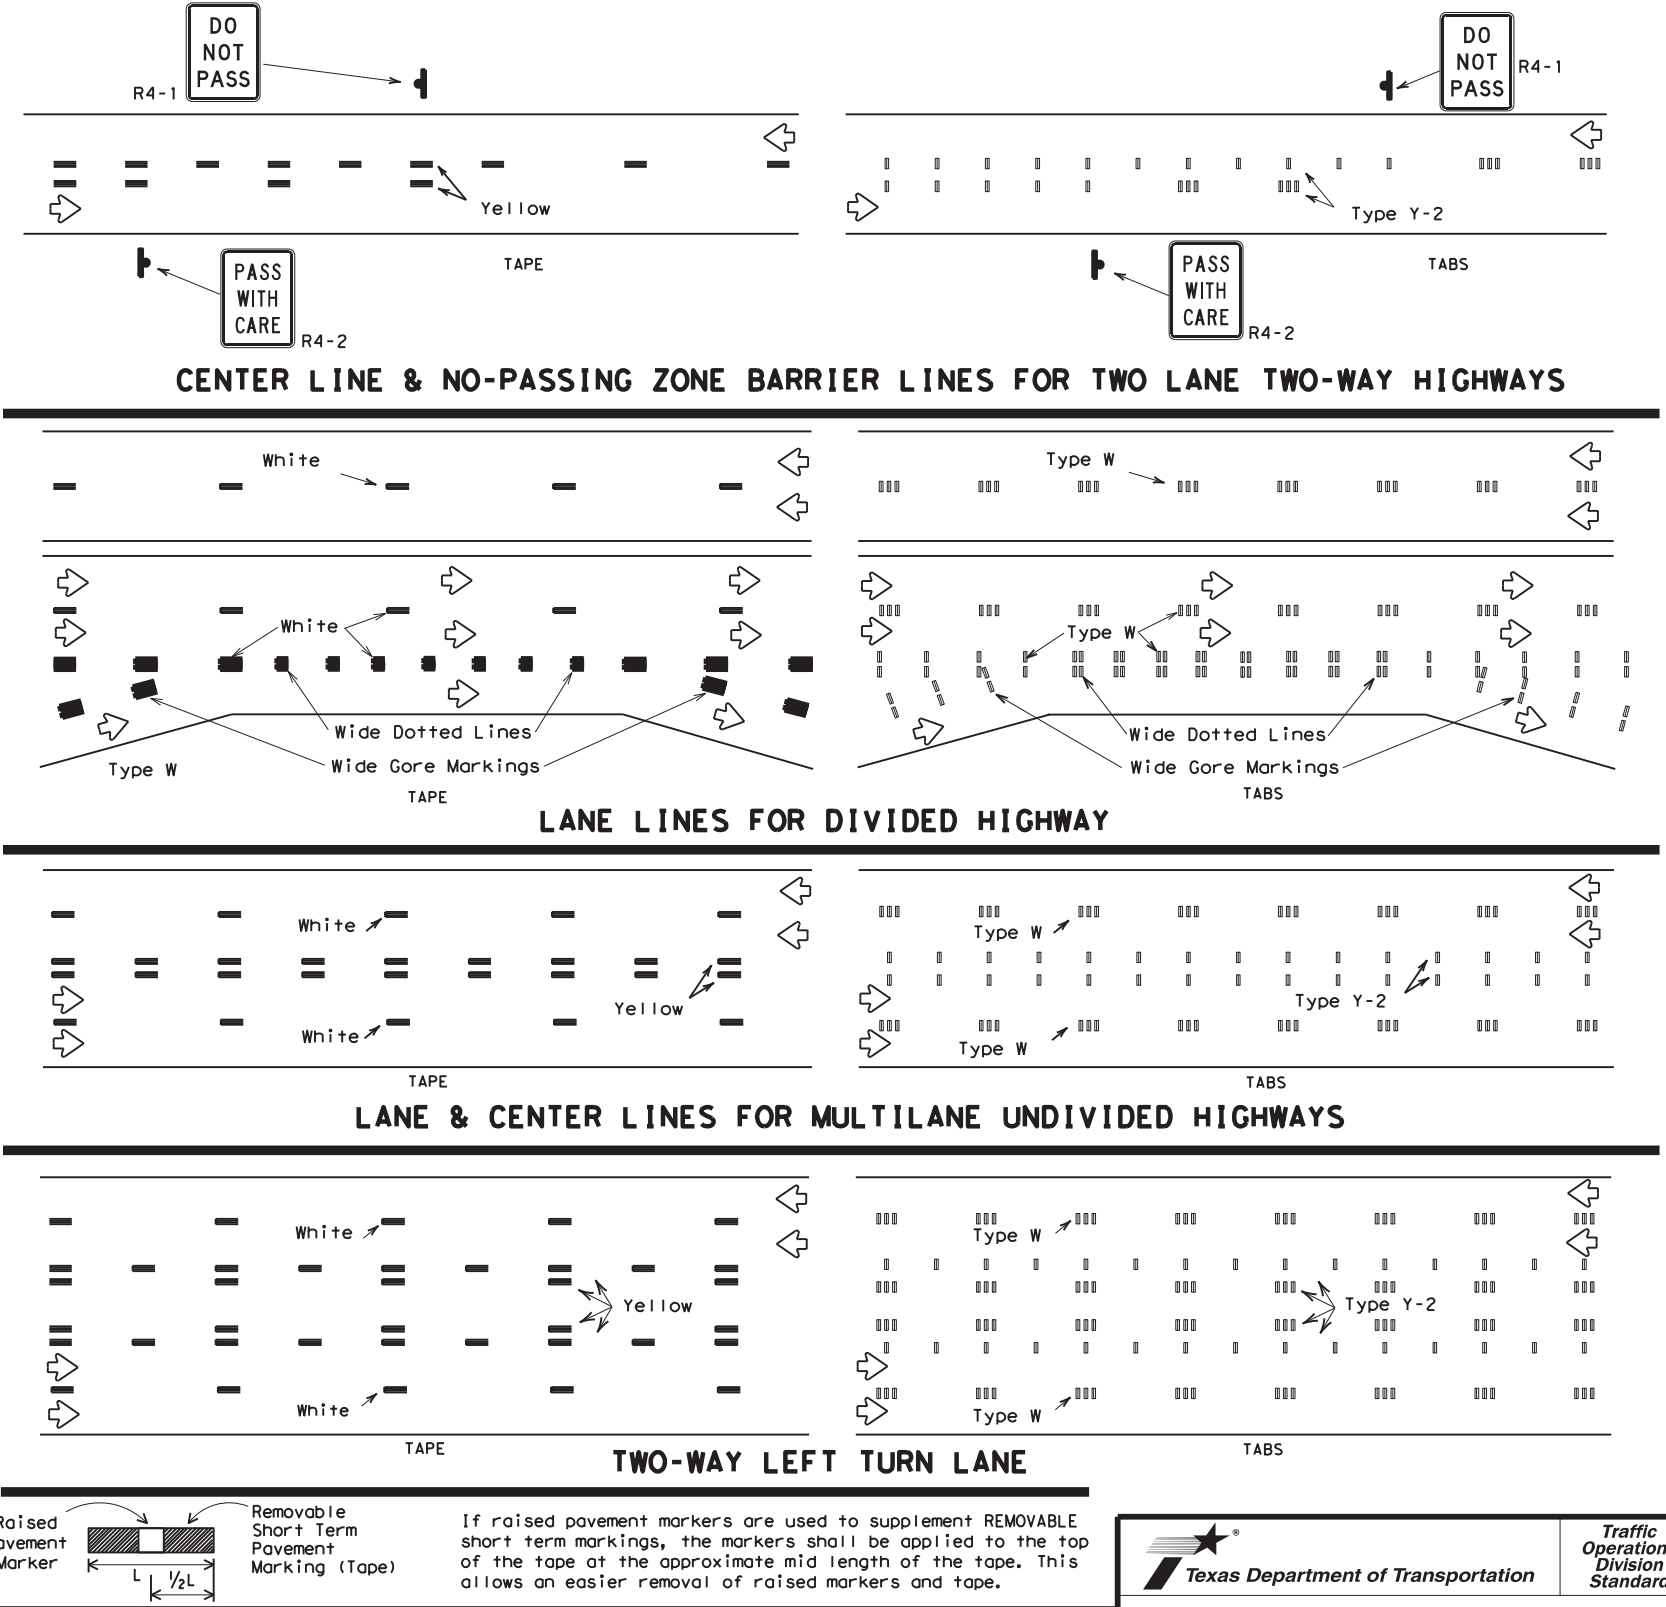 DO
NOT
PASS
R4-1
DO
NOT
PASS
R4-1
Yellow
Type Y-2
PASS
WITH
CARE
R4-2
TAPE
PASS
WITH
CARE
R4-2
TABS
CENTER LINE & NO-PASSING ZONE BARRIER LINES FOR TWO LANE TWO-WAY HIGHWAYS
White
Type W
White
Type W
Wide Dotted Lines
Wide Gore Markings
Type W
TAPE
Wide Dotted Lines
Wide Gore Markings
TABS
LANE LINES FOR DIVIDED HIGHWAY
White
Type W
Yellow
Type Y-2
White
Type W
TAPE
TABS
LANE & CENTER LINES FOR MULTILANE UNDIVIDED HIGHWAYS
White
Type W
Yellow
Type Y-2
White
Type W
TAPE
TABS
TWO-WAY LEFT TURN LANE
Raised
avement
Marker
L
½L
Removable
Short Term
Pavement
Marking (Tape)
If raised pavement markers are used to supplement REMOVABLE
short term markings, the markers shall be applied to the top
of the tape at the approximate mid length of the tape. This
allows an easier removal of raised markers and tape.
®
Texas Department of Transportation
Traffic
Operation
Division
Standard